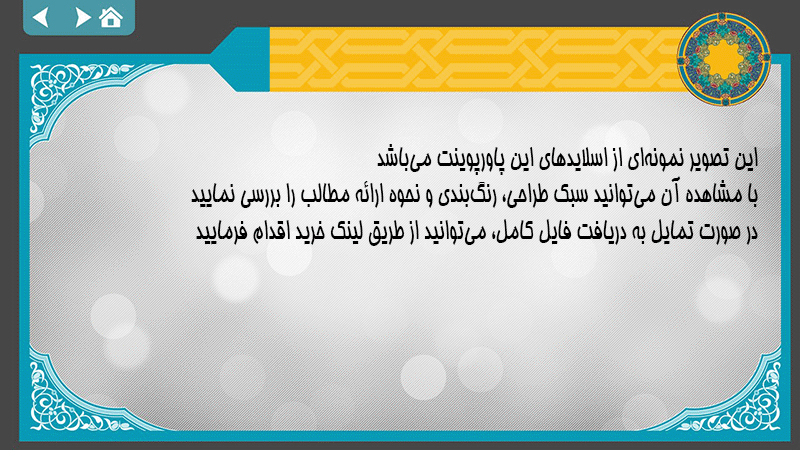 این تصویر نمونه‌ای از اسلایدهای این پاورپوینت می‌باشد
با مشاهده آن می‌توانید سبک طراحی، رنگ‌بندی و نحوه ارائه مطالب را بررسی نمایید
در صورت تمایل به دریافت فایل کامل، می‌توانید از طریق لینک خرید اقدام فرمایید